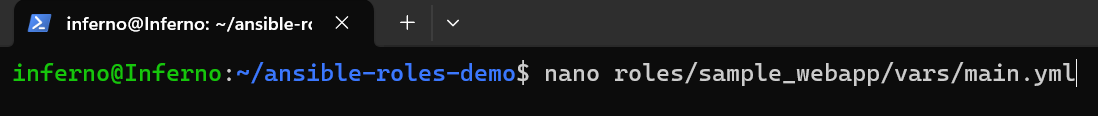 inferno@Inferno: ~/ansible-ro
inferno@Inferno:~/ansible-roles-demo$ nano roles/sample_webapp/vars/main.yml